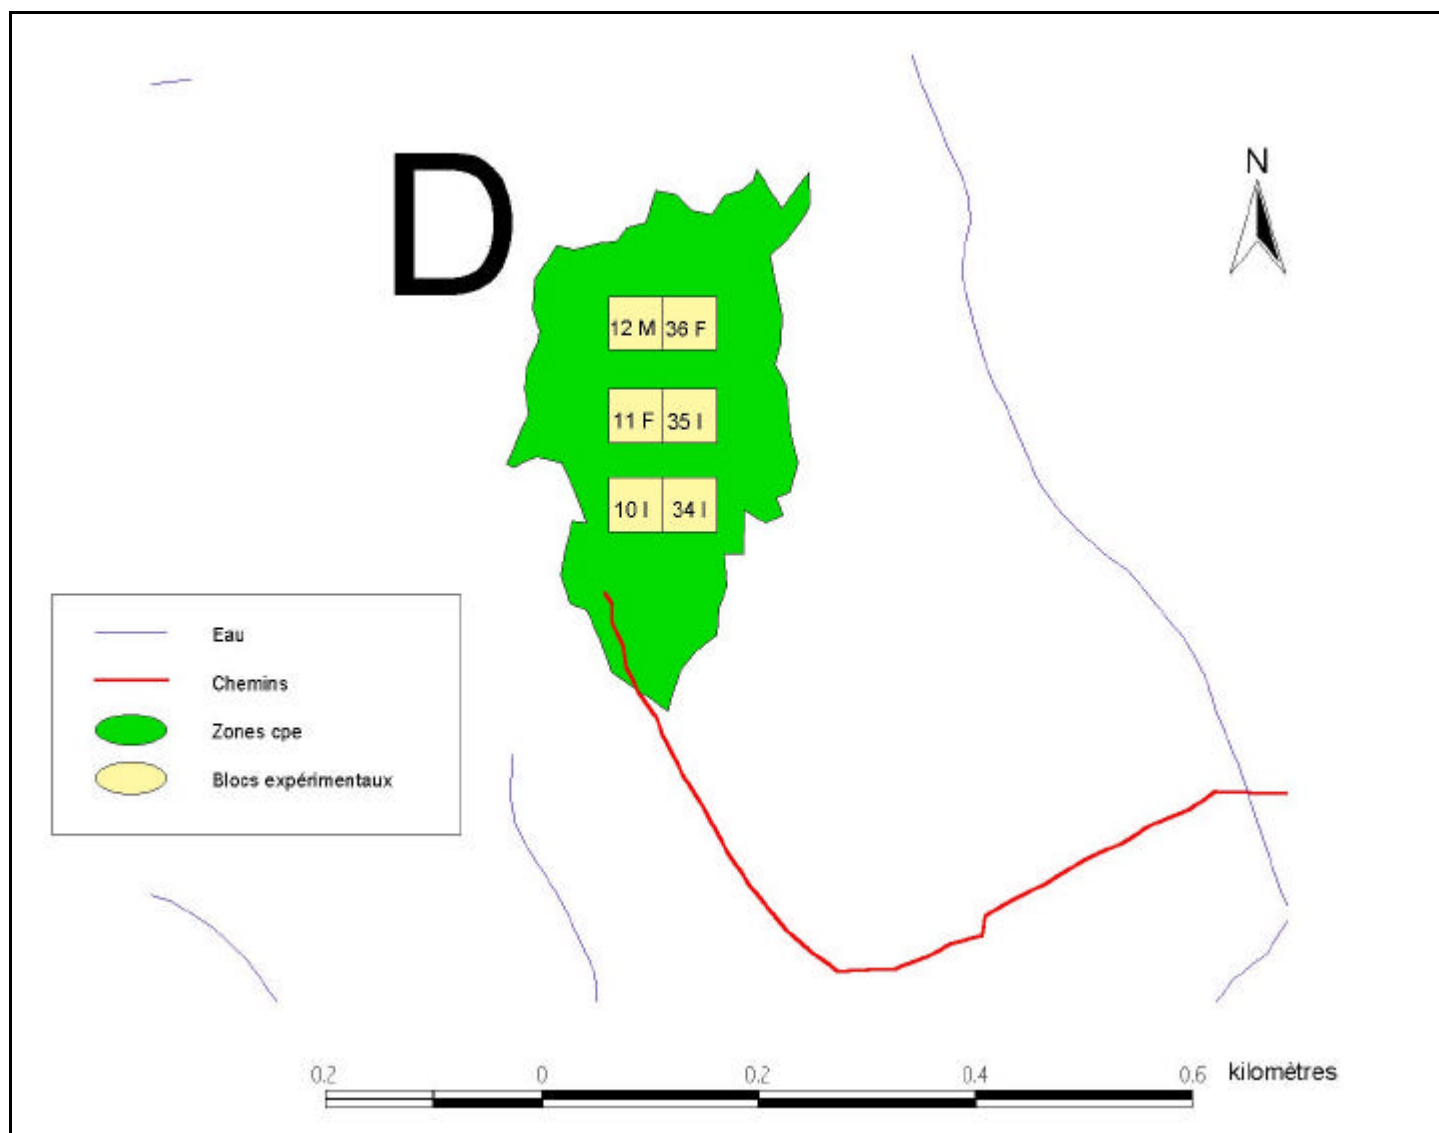 D
N
12 M 36 F
11 F 35 I
10 I 34 I
Eau
Chemins
Zones cpe
Blocs expérimentaux
0.2 0 0.2 0.4 0.6 kilomètres